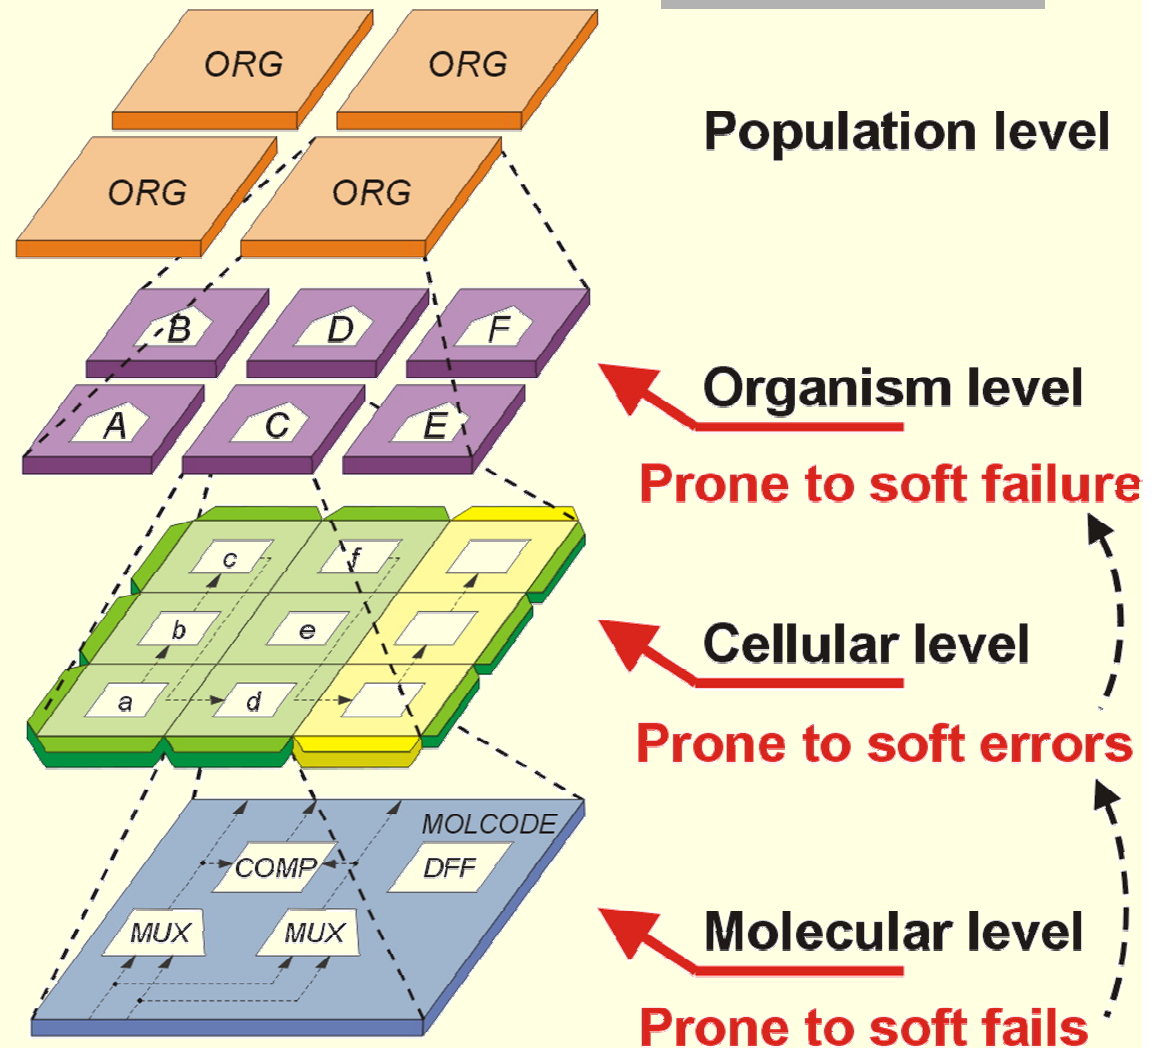 ORG
ORG
Population level
ORG
ORG
B
D
F
Organism level
A
C
E
Prone to soft failure
c
f
b
e
Cellular level
a
d
Prone to soft errors
MOLCODE
COMP
DFF
MUX
MUX
Molecular level
Prone to soft fails